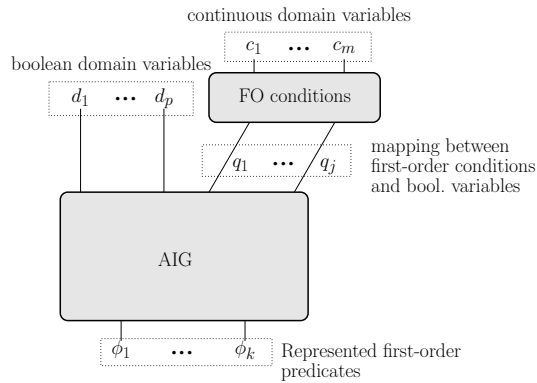 continuous domain variables
c₁ ... cₘ
boolean domain variables
d₁ ... dₚ
FO conditions
q₁ ... qⱼ
mapping between
first-order conditions
and bool. variables
AIG
ϕ₁ ... ϕₖ
Represented first-order
predicates